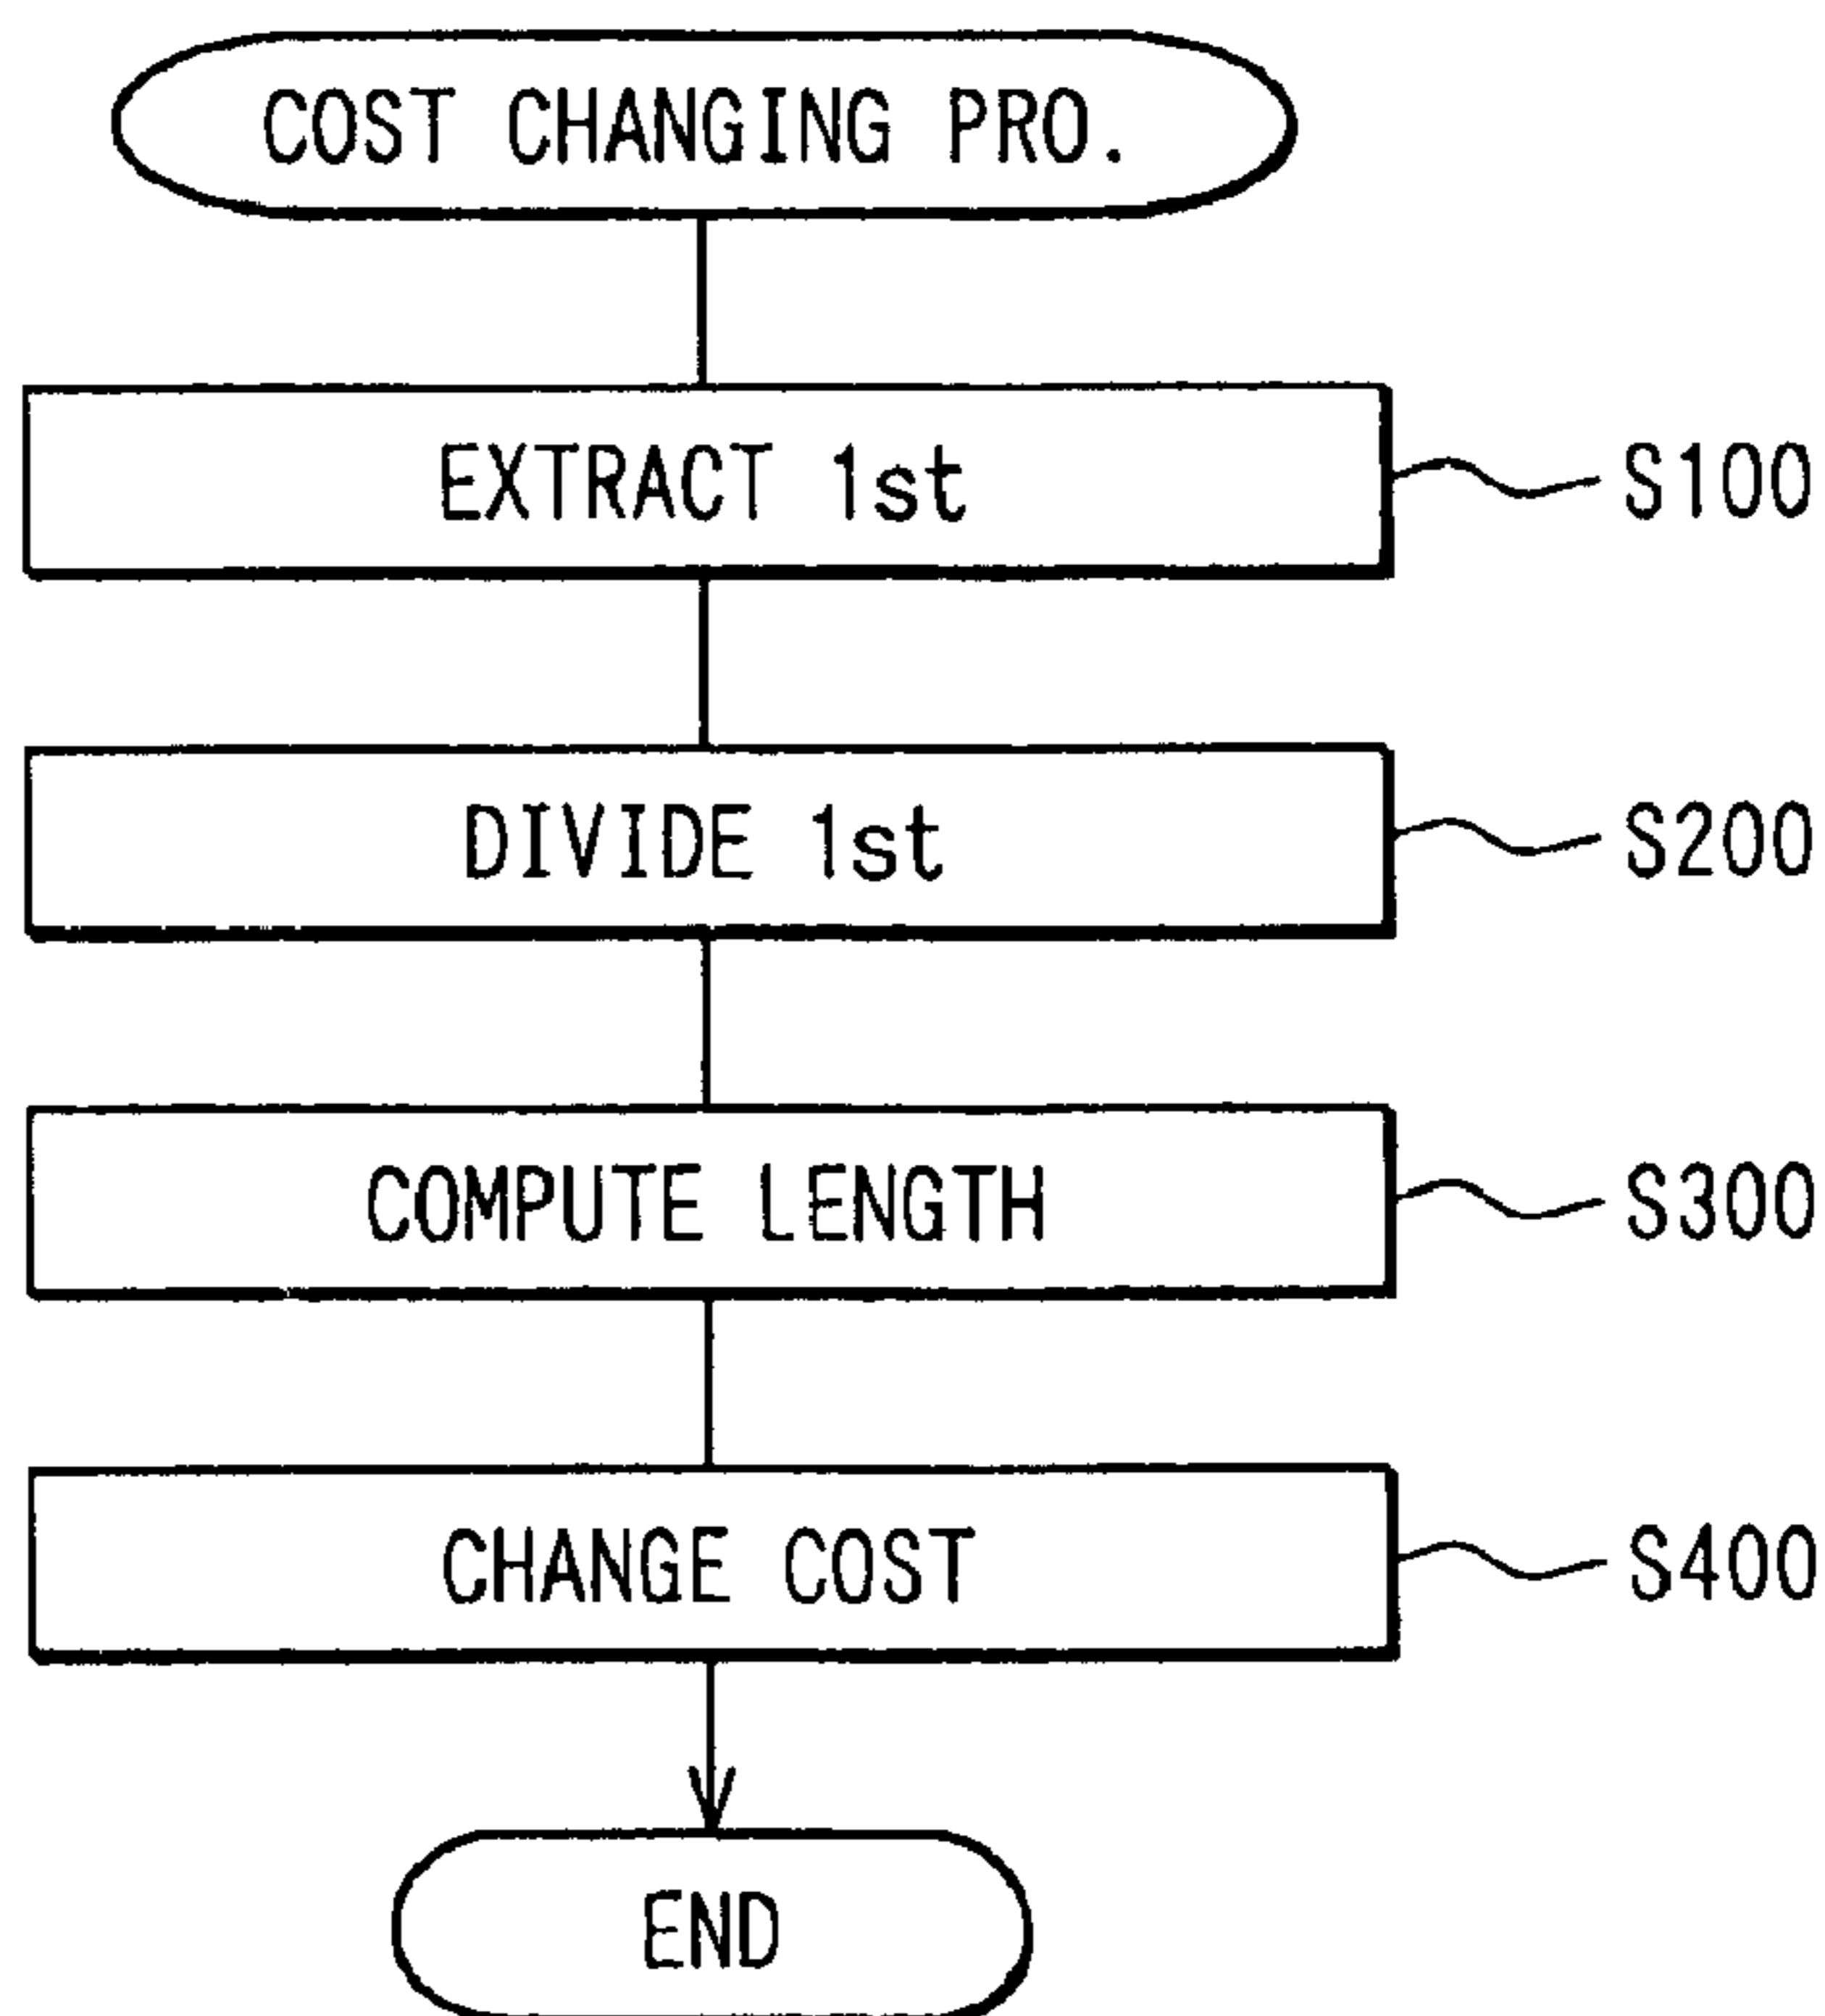 COST CHANGING PRO.
EXTRACT 1st
S100
DIVIDE 1st
S200
COMPUTE LENGTH
S300
CHANGE COST
S400
END